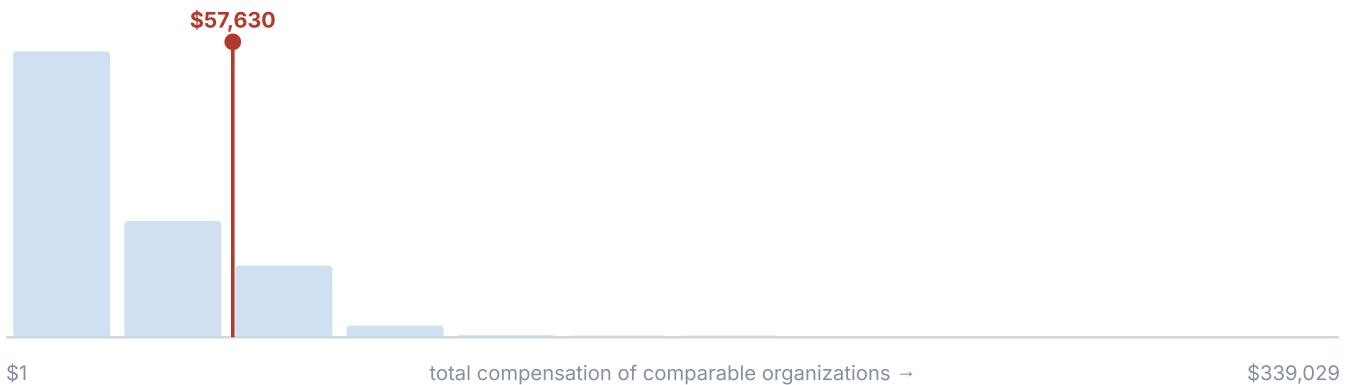 $57,630
$1
total compensation of comparable organizations →
$339,029